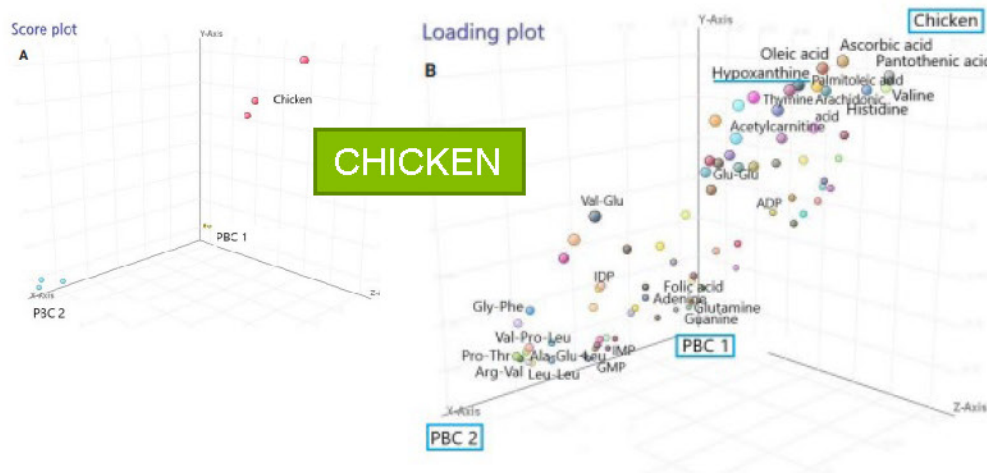 Score plot
A
Y-Axis
Chicken
PBC 1
X-Axis
Z-
PBC 2
CHICKEN
Loading plot
B
Y-Axis
Chicken
Oleic acid
Ascorbic acid
Pantothenic acid
Hypoxanthine
Palmitoleic acid
Valine
Thymine
Arachidonic
acid
Histidine
Acetylcarnitine
Glu-Glu
ADP
Val-Glu
IDP
Folic acid
Adenine
Glutamine
Guanine
Gly-Phe
Val-Pro-Leu
Pro-Thr
Ala-Glu-Leu
IMP
GMP
Arg-Val
Leu-Leu
PBC 1
X-Axis
Z-Axis
PBC 2